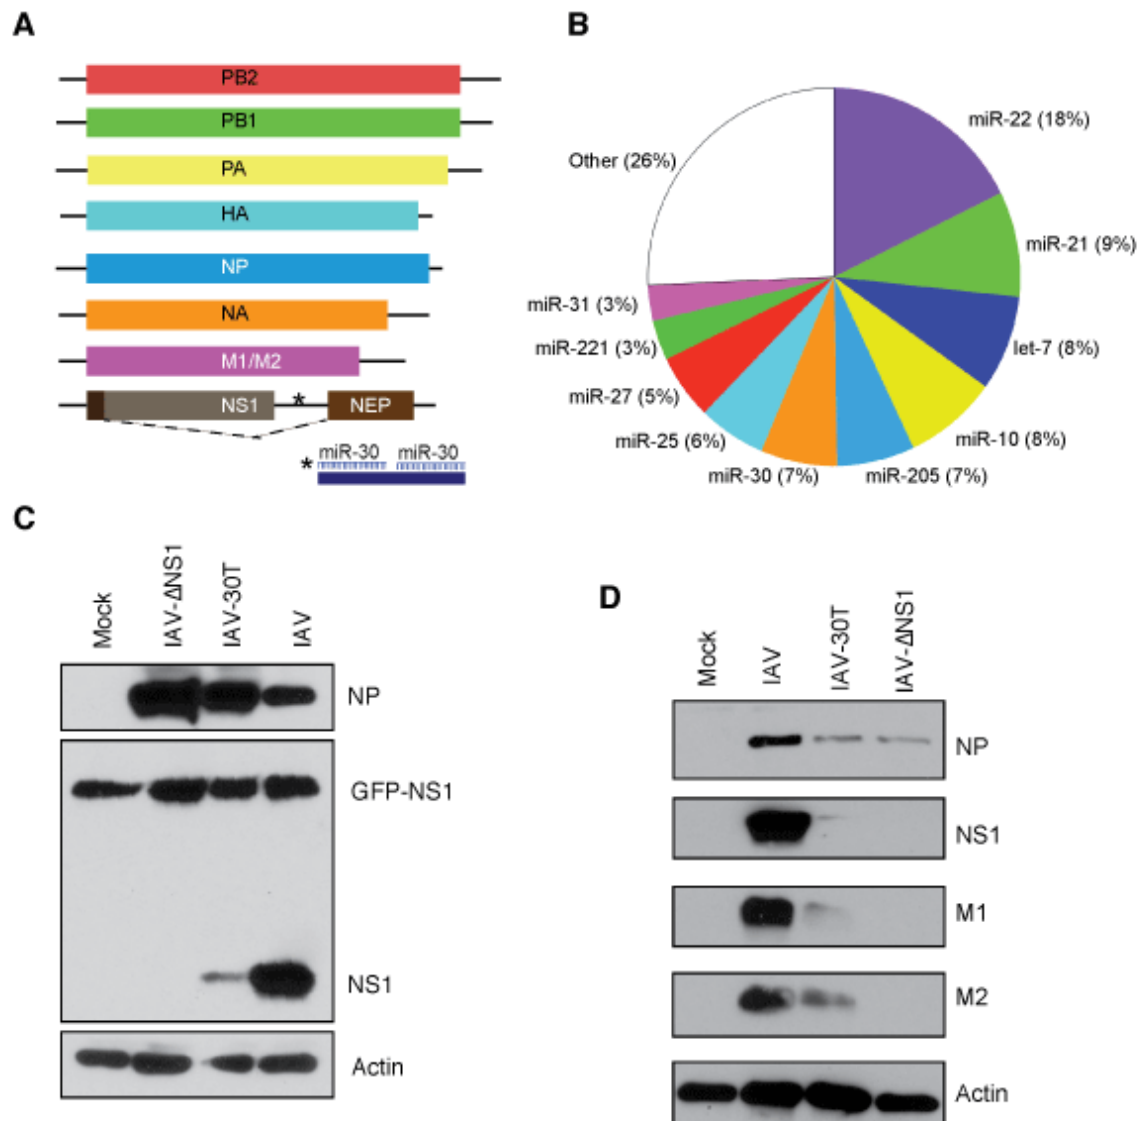 A
PB2
PB1
PA
HA
NP
NA
M1/M2
NS1
*
NEP
*
miR-30
miR-30
B
miR-22 (18%)
miR-21 (9%)
let-7 (8%)
miR-10 (8%)
miR-205 (7%)
miR-30 (7%)
miR-25 (6%)
miR-27 (5%)
miR-221 (3%)
miR-31 (3%)
Other (26%)
C
Mock
IAV-ΔNS1
IAV-30T
IAV
NP
GFP-NS1
NS1
Actin
D
Mock
IAV
IAV-30T
IAV-ΔNS1
NP
NS1
M1
M2
Actin